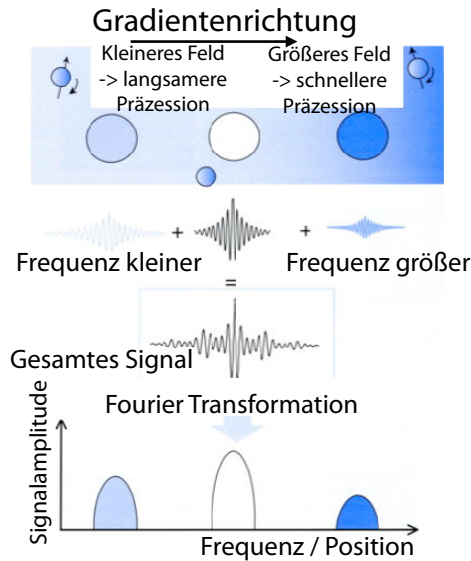 Gradientenrichtung
Kleineres Feld
-> langsamere
Präzession
Größeres Feld
-> schnellere
Präzession
+
+
Frequenz kleiner
Frequenz größer
=
Gesamtes Signal
Fourier Transformation
Signalamplitude
Frequenz / Position